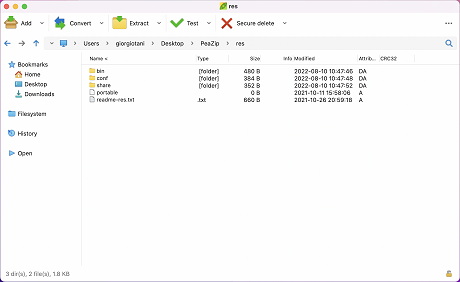 res
Add Convert Extract Test Secure delete
Users giorgiotani Desktop PeaZip res
Bookmarks
Home
Desktop
Downloads
Filesystem
History
Open
Name < Type Size Info Modified Attrib... CRC32
bin [folder] 480 B 2022-08-10 10:47:46 DA
conf [folder] 384 B 2022-08-10 10:47:48 DA
share [folder] 352 B 2022-08-10 10:47:52 DA
portable 0 B 2021-10-11 15:58:06 A
readme-res.txt .txt 660 B 2021-10-26 20:59:18 A
3 dir(s), 2 file(s), 1.8 KB